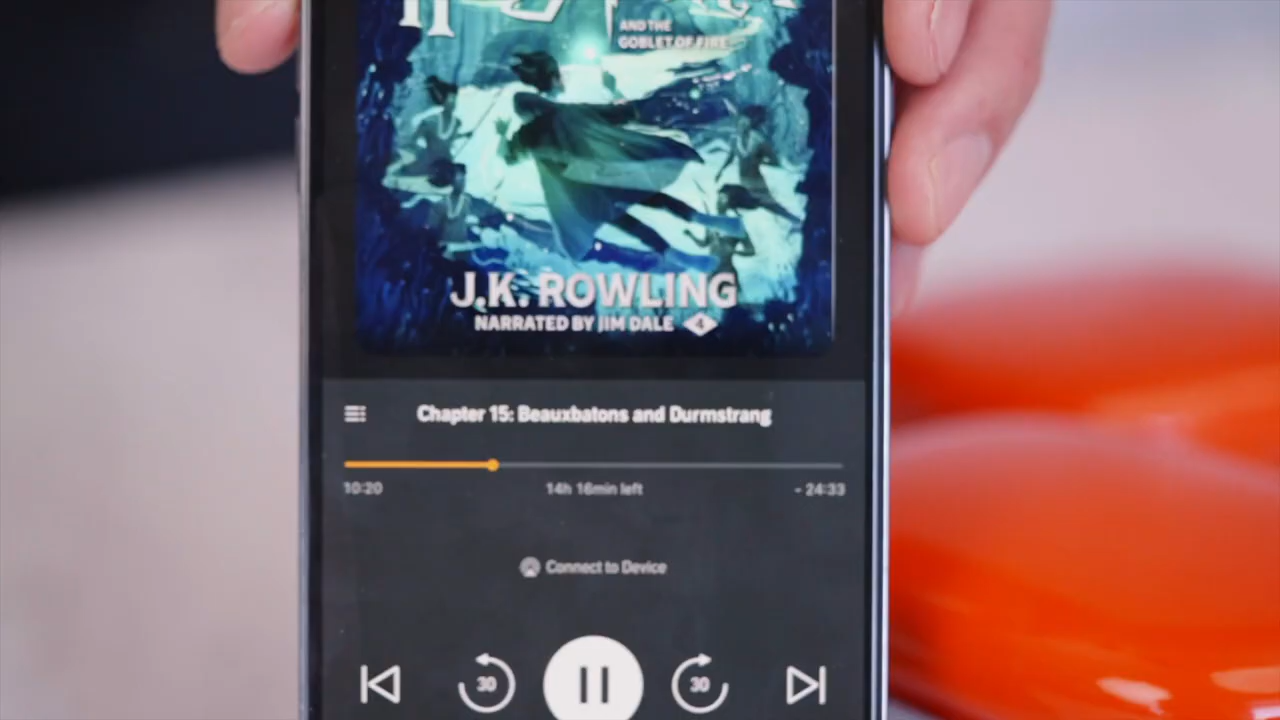 AND THE
GOBLET OF FIRE
J.K. ROWLING
NARRATED BY JIM DALE 4
Chapter 15: Beauxbatons and Durmstrang
10:20 14h 16min left - 24:33
Connect to Device
30 30